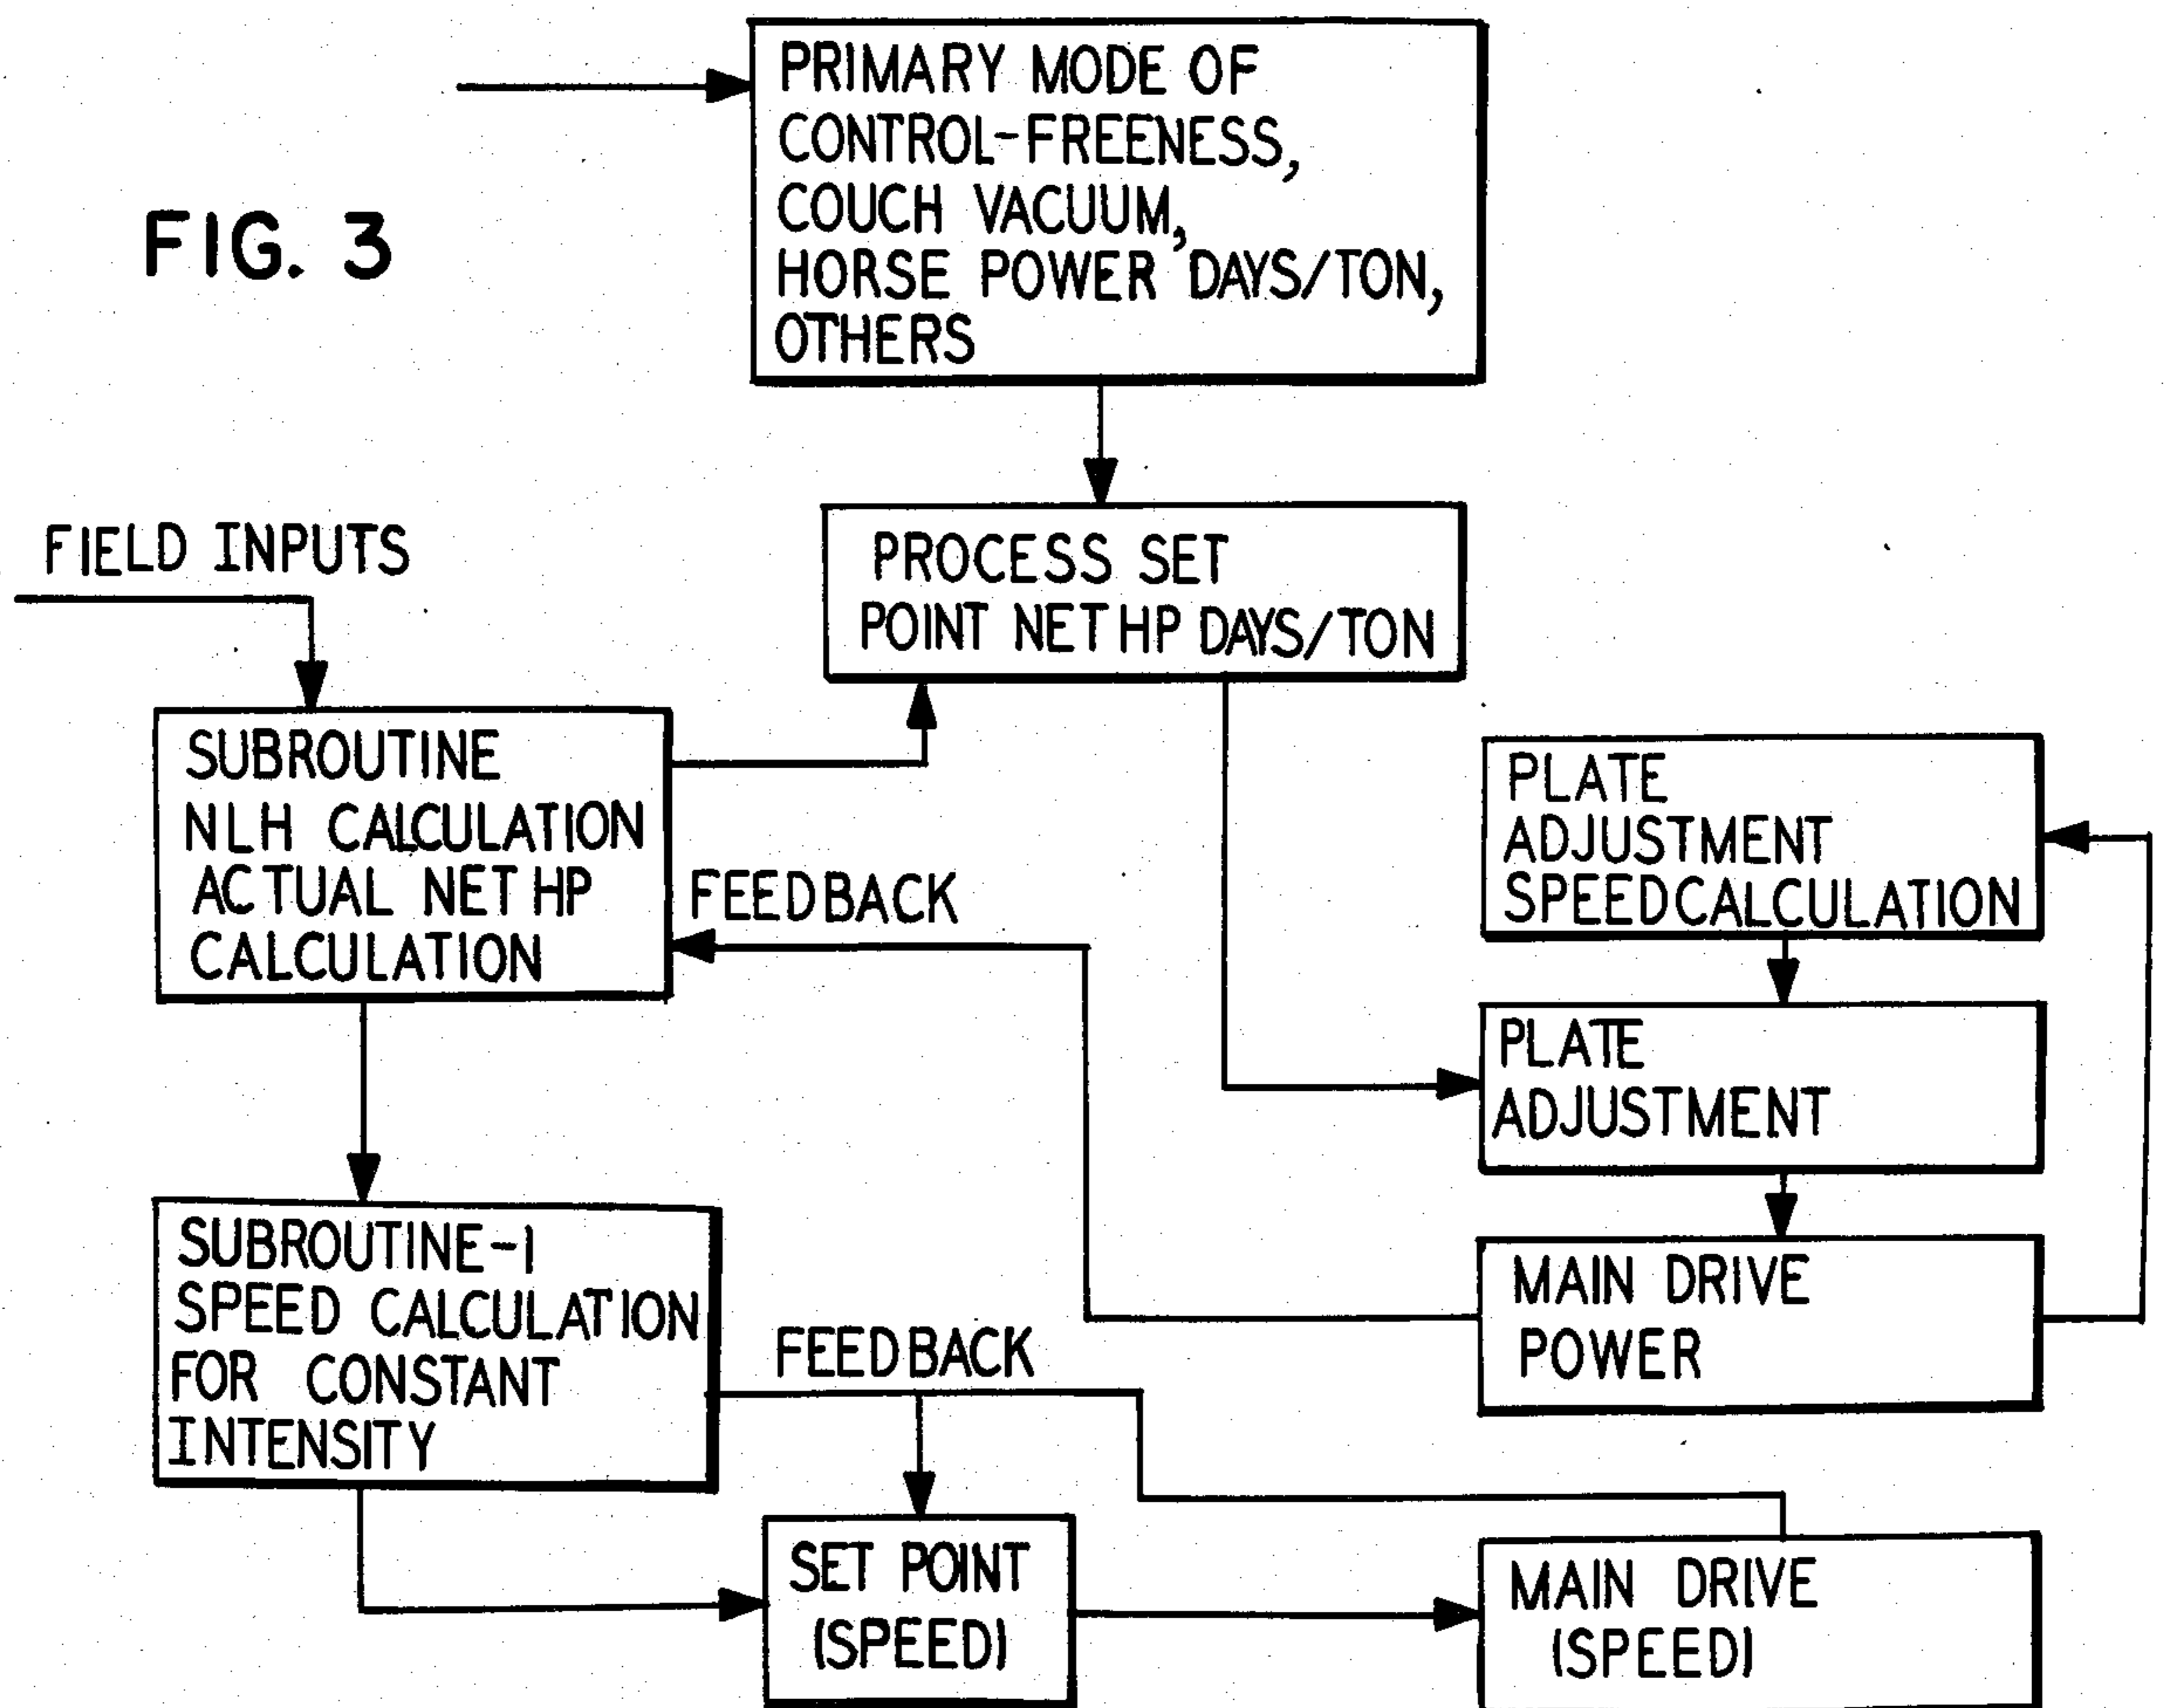 PRIMARY MODE OF
CONTROL-FREENESS,
COUCH VACUUM,
HORSE POWER DAYS/TON,
OTHERS
FIG. 3
FIELD INPUTS
PROCESS SET
POINT NET HP DAYS/TON
SUBROUTINE
NLH CALCULATION
ACTUAL NET HP
CALCULATION
FEEDBACK
PLATE
ADJUSTMENT
SPEED CALCULATION
PLATE
ADJUSTMENT
SUBROUTINE-1
SPEED CALCULATION
FOR CONSTANT
INTENSITY
FEEDBACK
MAIN DRIVE
POWER
SET POINT
(SPEED)
MAIN DRIVE
(SPEED)